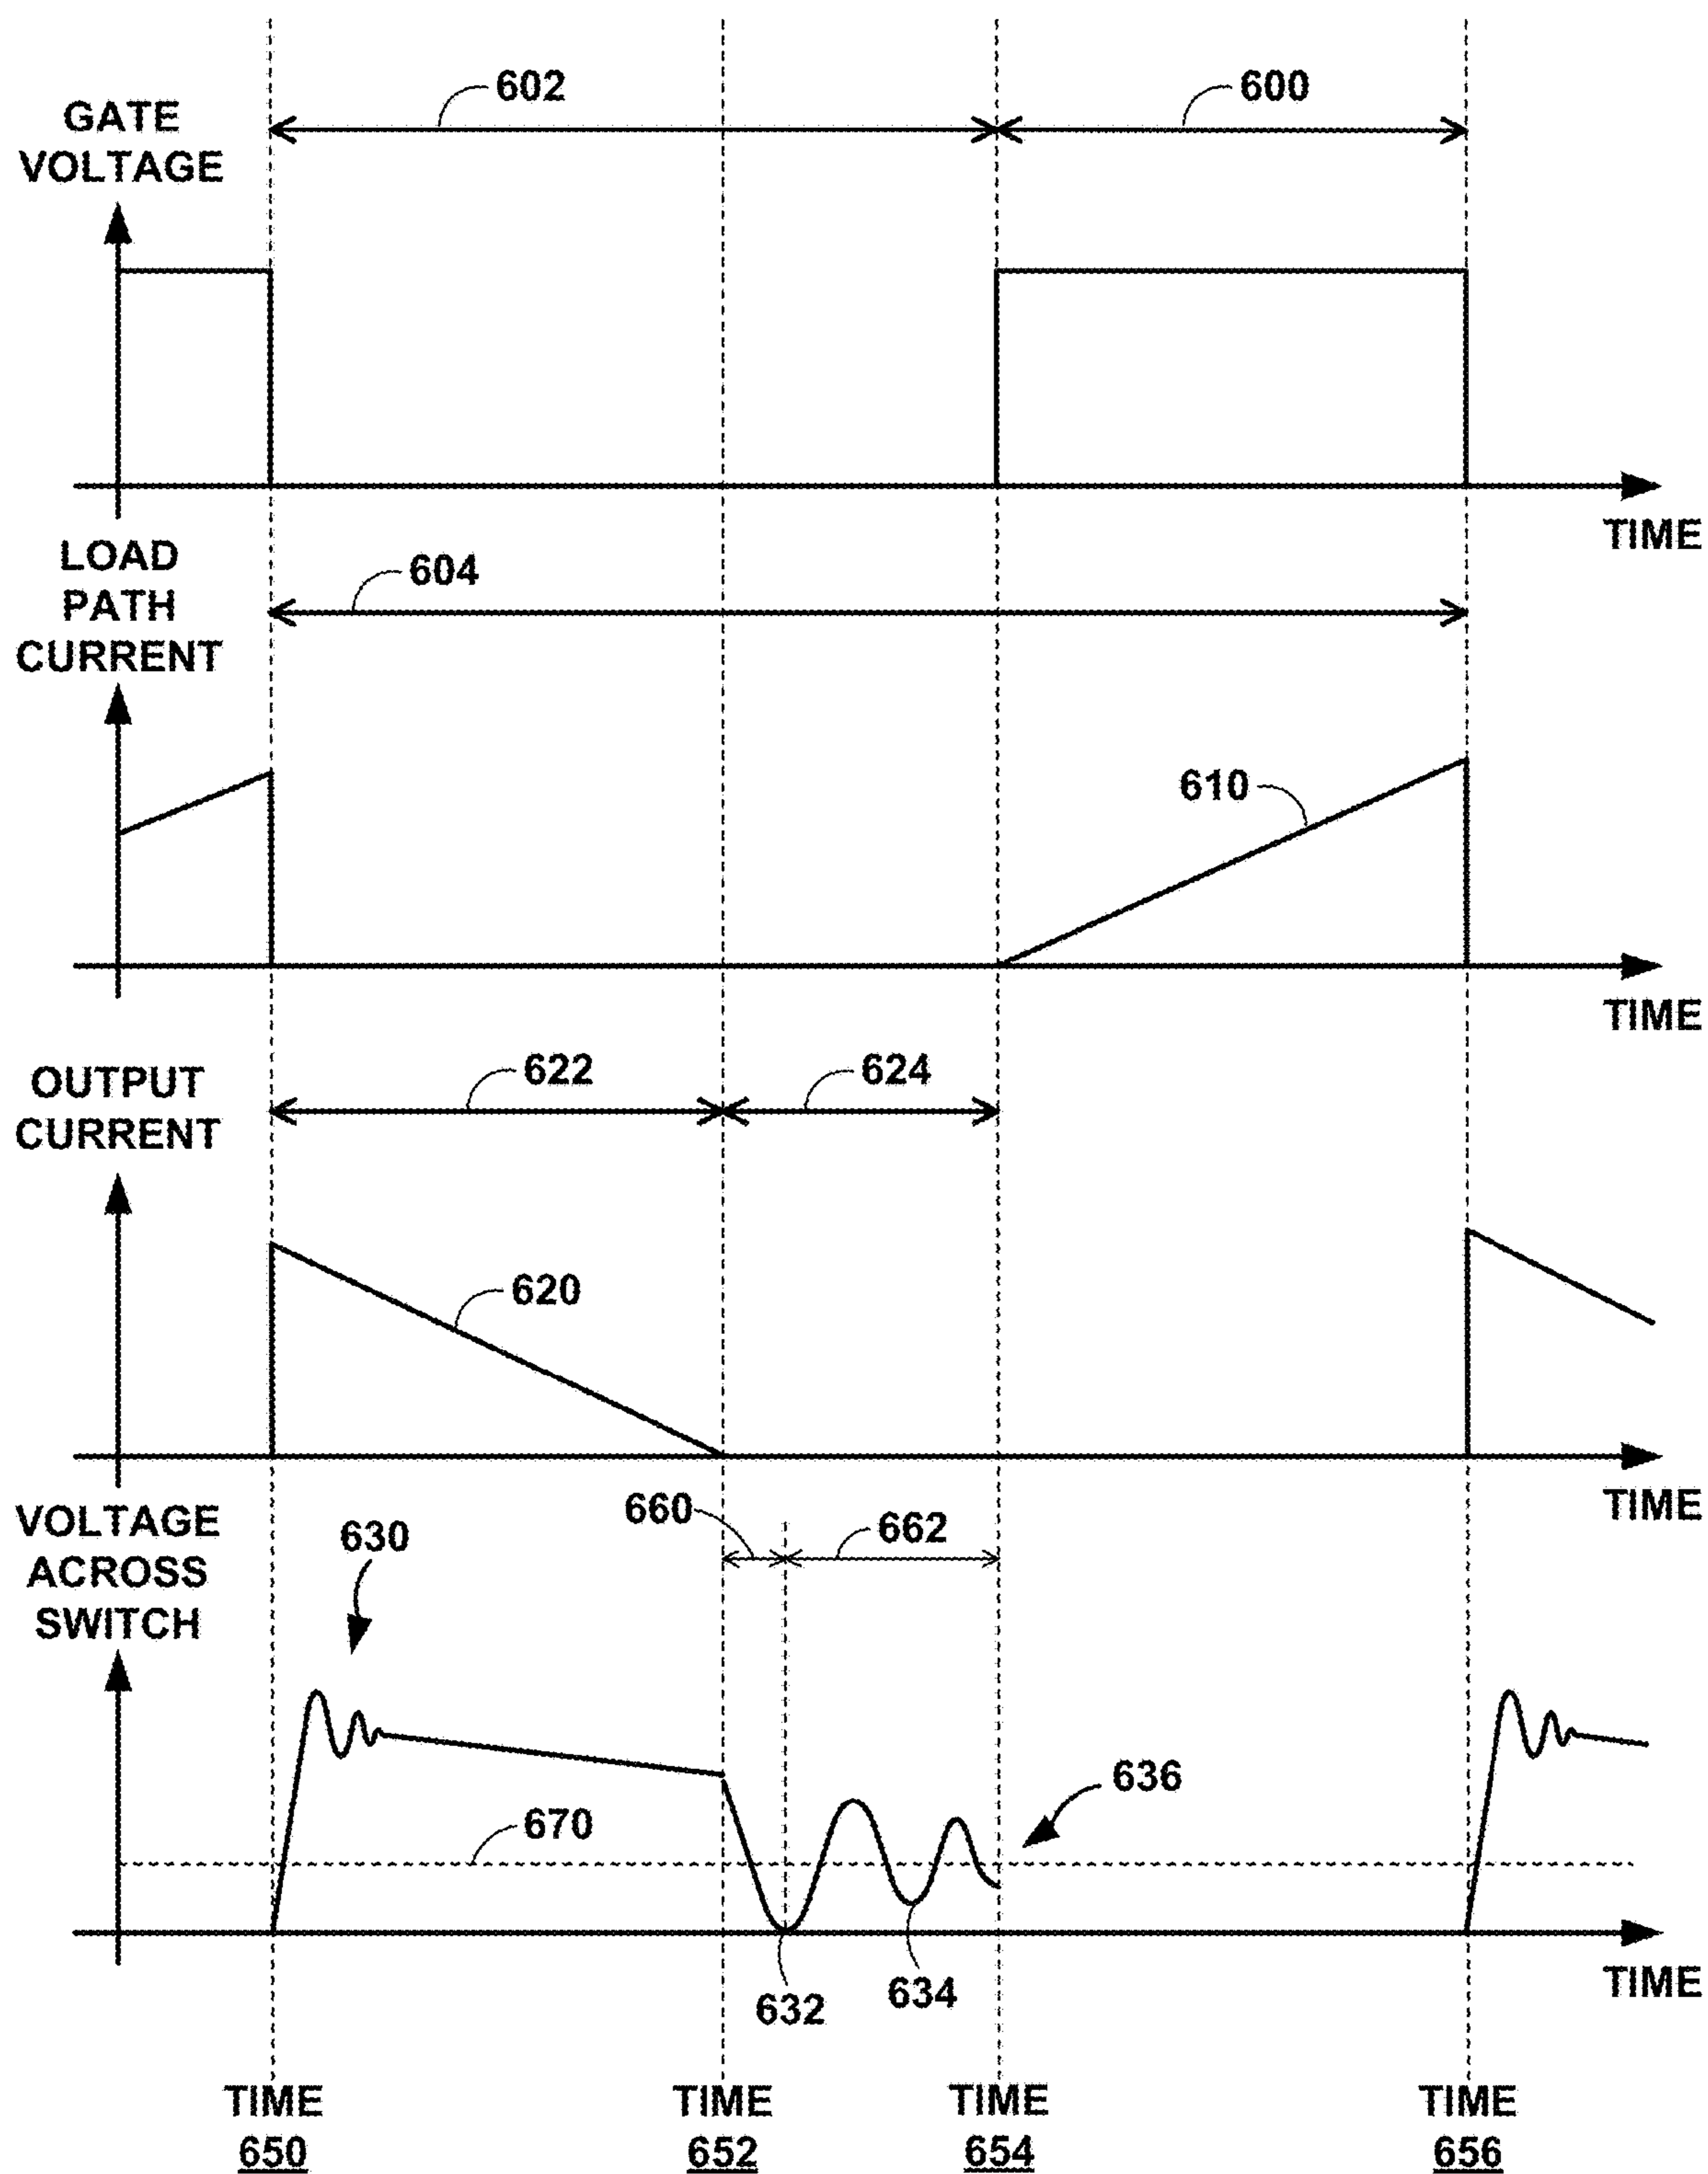 602
600
GATE
VOLTAGE
TIME
LOAD
PATH
CURRENT
604
610
TIME
OUTPUT
CURRENT
622
624
620
TIME
VOLTAGE
ACROSS
SWITCH
630
660
662
670
636
632
634
TIME
TIME
650
TIME
652
TIME
654
TIME
656